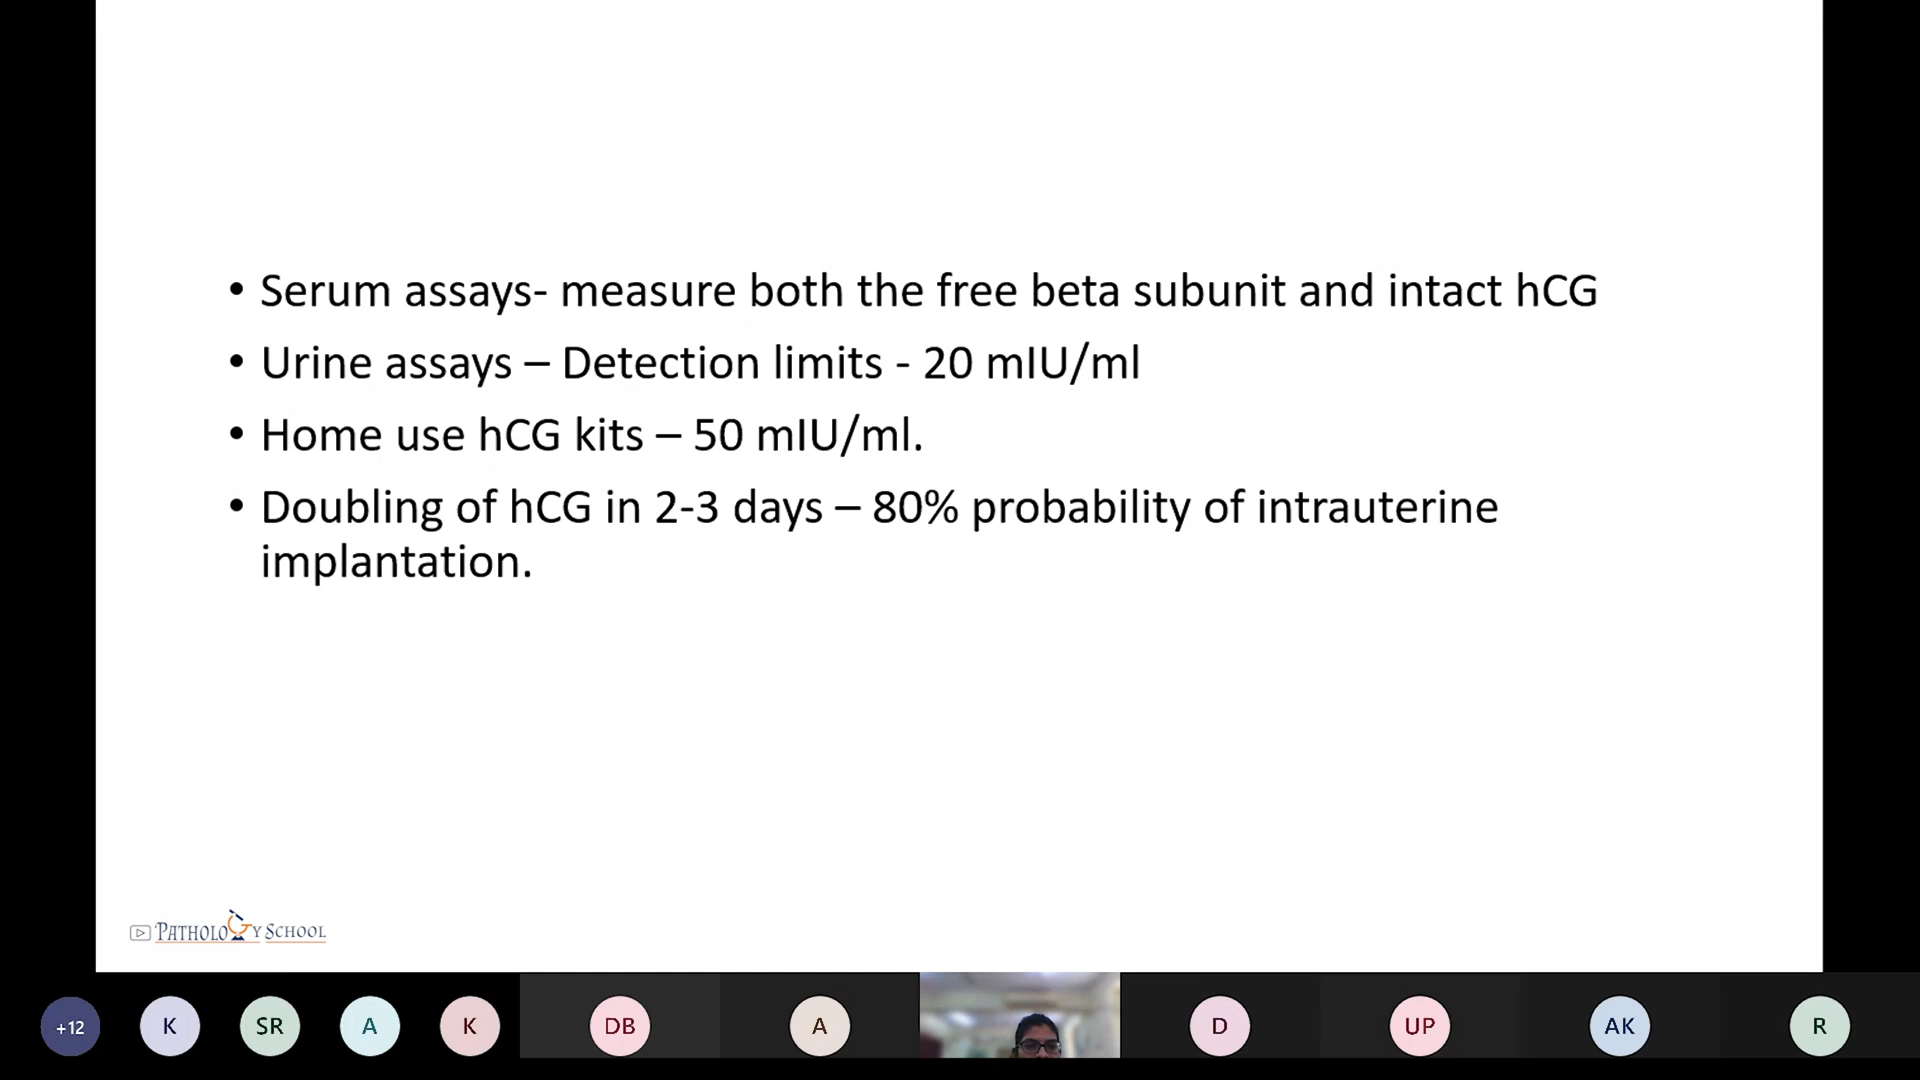 • Serum assays- measure both the free beta subunit and intact hCG
• Urine assays – Detection limits - 20 mIU/ml
• Home use hCG kits – 50 mIU/ml.
• Doubling of hCG in 2-3 days – 80% probability of intrauterine
implantation.
PATHOLOGY SCHOOL
+12 K SR A K DB A D UP AK R